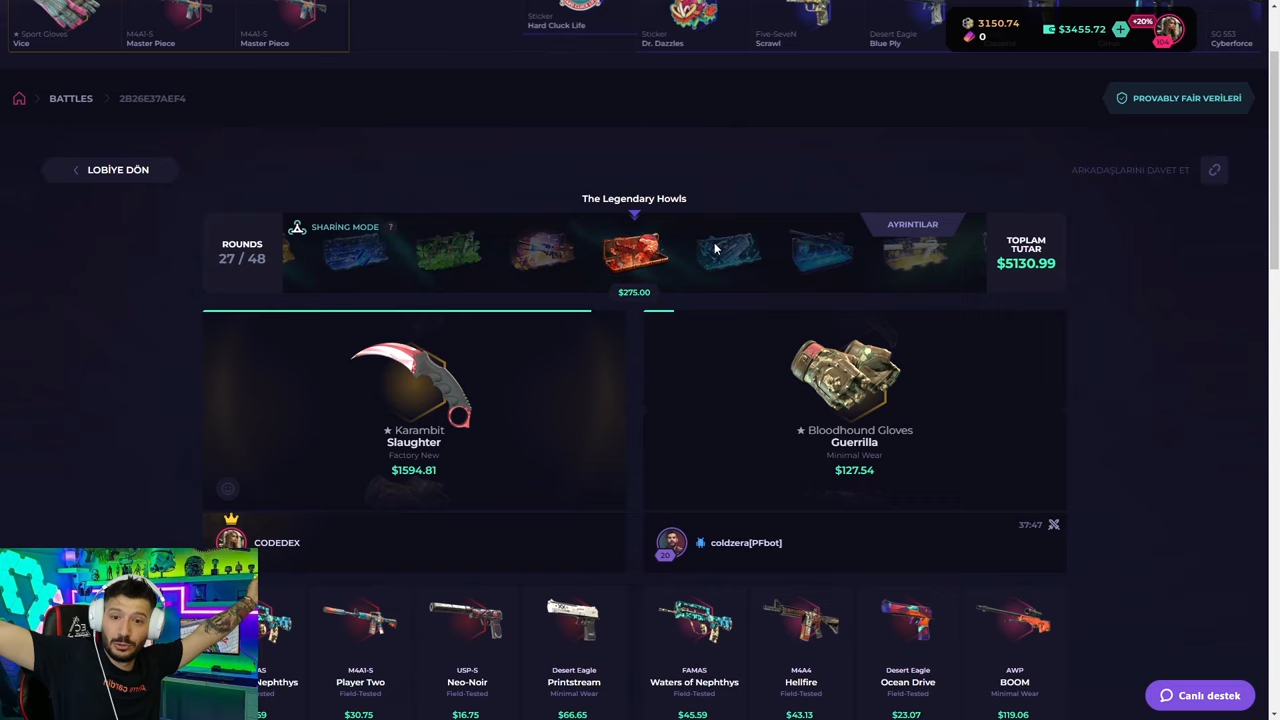 ★ Sport Gloves
Vice
M4A1-S
Master Piece
M4A1-S
Master Piece
Sticker
Hard Cluck Life
Sticker
Dr. Dazzles
Five-SeveN
Scrawl
Desert Eagle
Blue Ply
SG 553
Cyberforce
3150.74
0
$3455.72
+20%
104
BATTLES
2B26E37AEF4
PROVABLY FAIR VERİLERİ
LOBİYE DÖN
ARKADAŞLARINI DAVET ET
The Legendary Howls
ROUNDS
27 / 48
SHARİNG MODE ?
AYRINTILAR
TOPLAM
TUTAR
$5130.99
$275.00
★ Karambit
Slaughter
Factory New
$1594.81
★ Bloodhound Gloves
Guerrilla
Minimal Wear
$127.54
CODEDEX
20
coldzera[PFbot]
37:47
M4A1-S
Player Two
Field-Tested
$30.75
USP-S
Neo-Noir
Field-Tested
$16.75
Desert Eagle
Printstream
Minimal Wear
$66.65
FAMAS
Waters of Nephthys
Field-Tested
$45.59
M4A4
Hellfire
Field-Tested
$43.13
Desert Eagle
Ocean Drive
Field-Tested
$23.07
AWP
BOOM
Minimal Wear
$119.06
Canlı destek